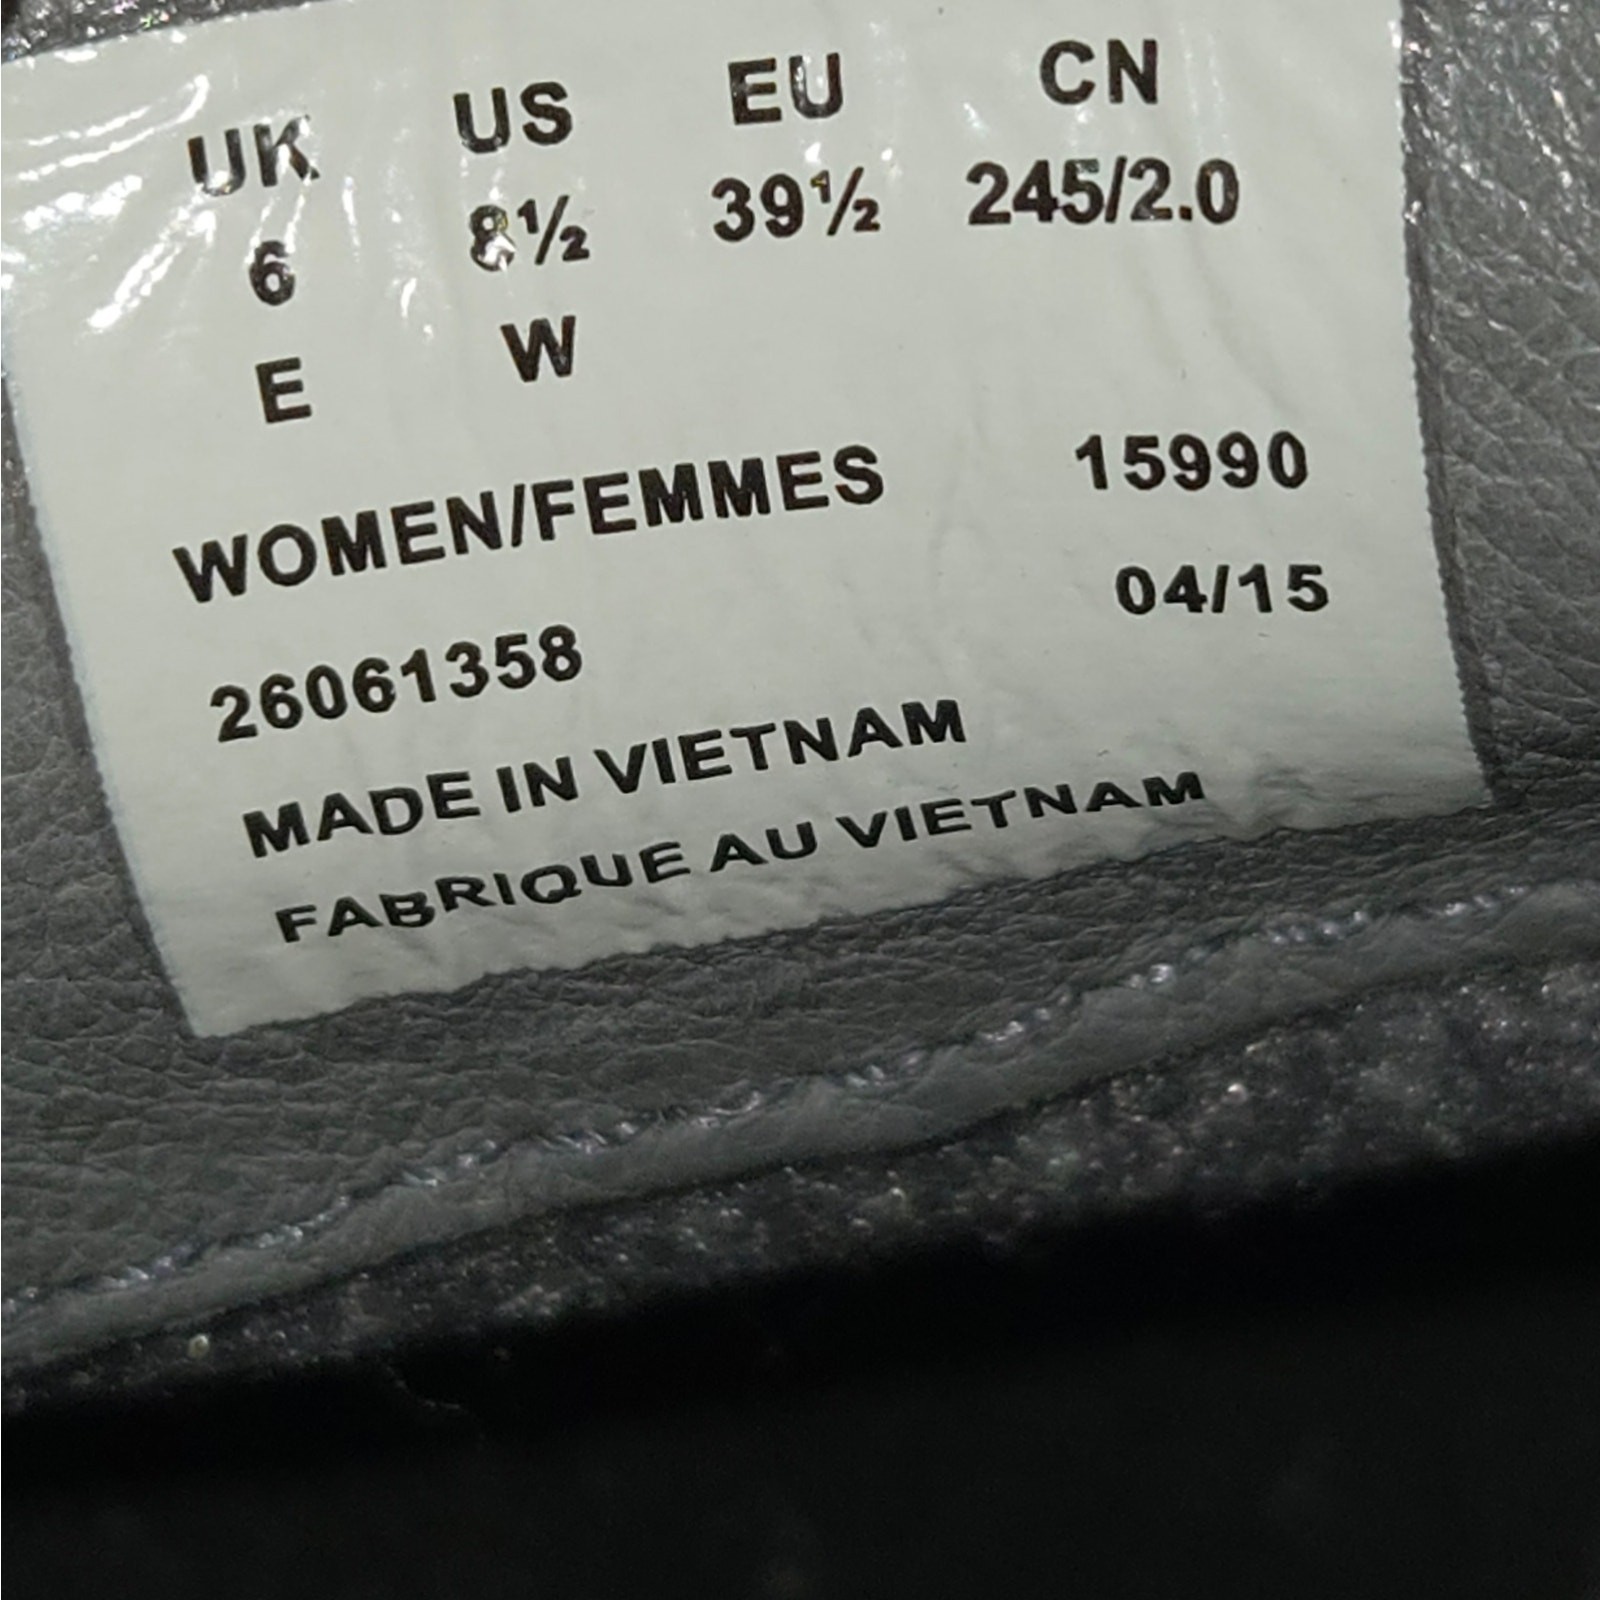 UK US EU CN
6 8½ 39½ 245/2.0
E W
WOMEN/FEMMES 15990
26061358 04/15
MADE IN VIETNAM
FABRIQUE AU VIETNAM